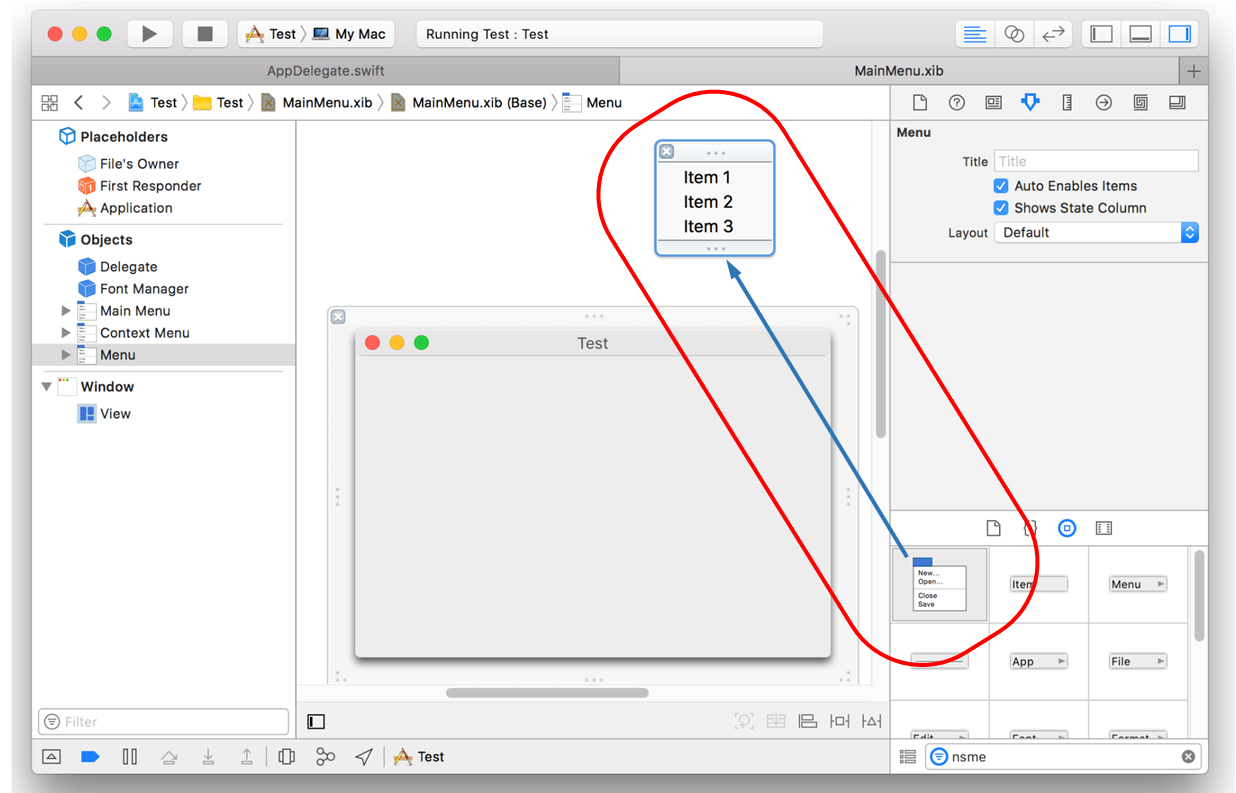 Test My Mac Running Test : Test
AppDelegate.swift MainMenu.xib
Test Test MainMenu.xib MainMenu.xib (Base) Menu
Placeholders
File's Owner
First Responder
Application
Objects
Delegate
Font Manager
Main Menu
Context Menu
Menu
Window
View
Filter
Item 1
Item 2
Item 3
Test
Menu
Title Title
Auto Enables Items
Shows State Column
Layout Default
New...
Open...
Close
Save
Item Menu
App File
Edit Font Format
Test
nsme